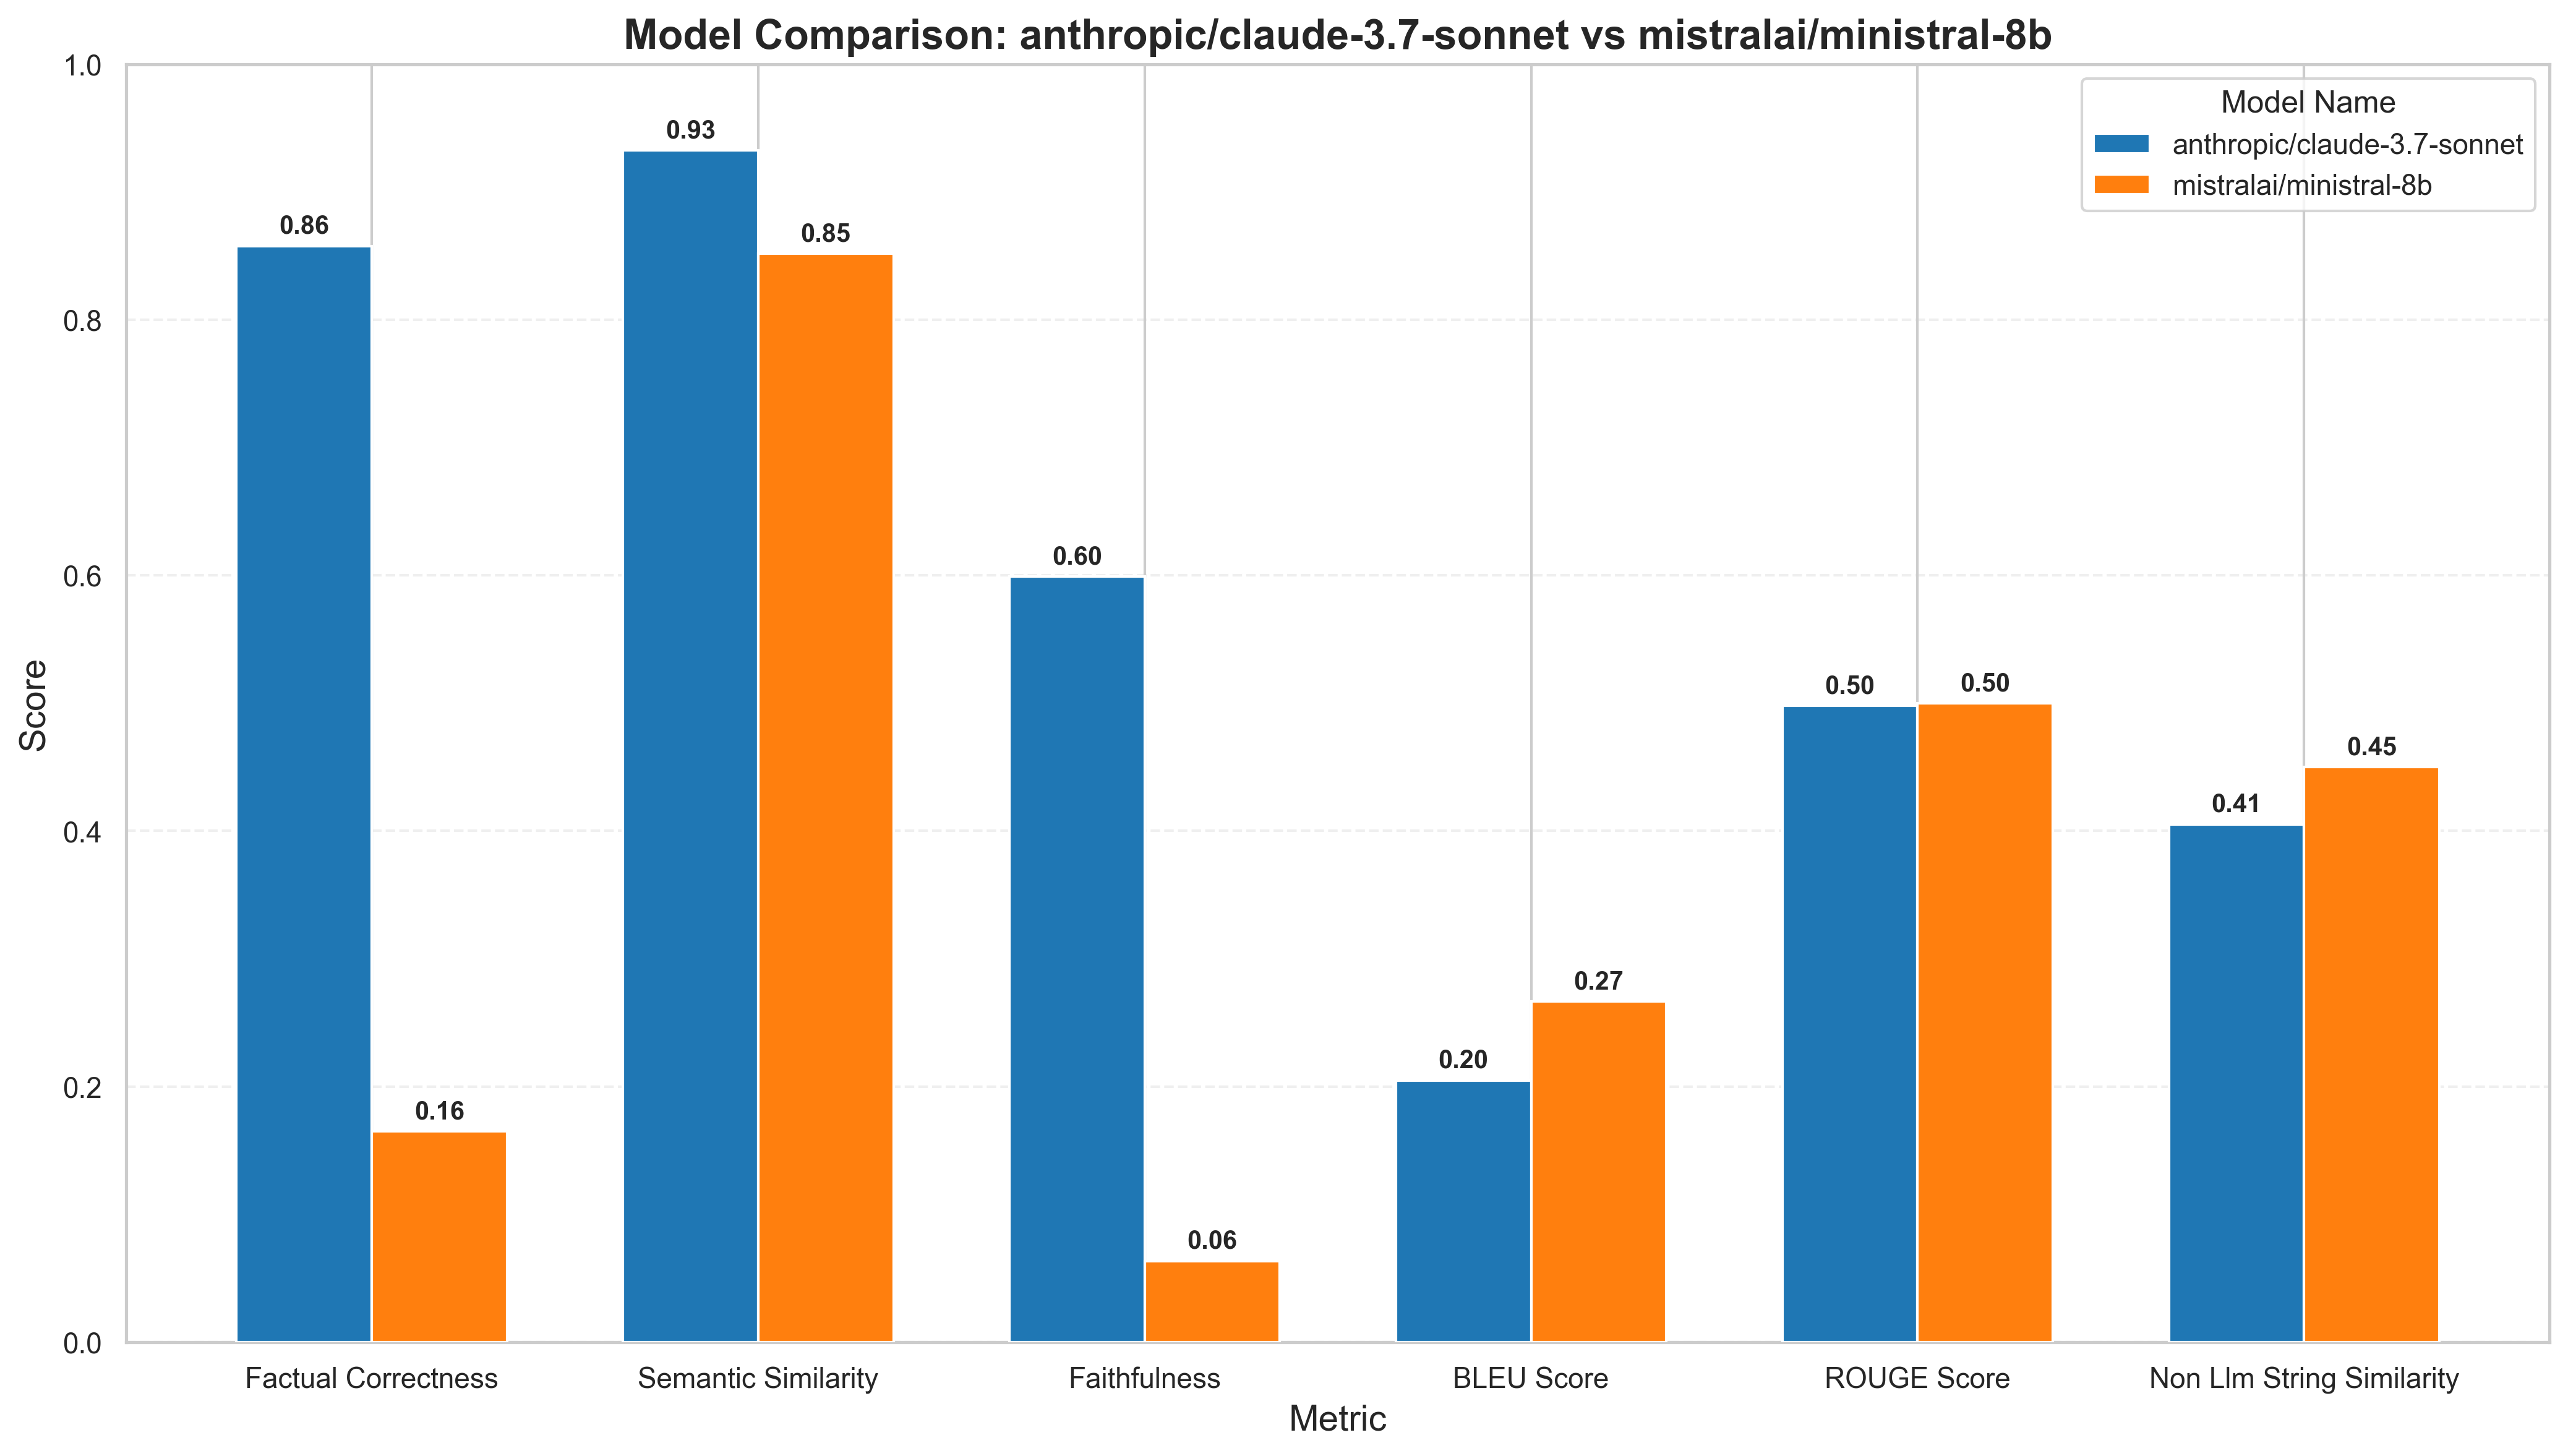 Model Comparison: anthropic/claude-3.7-sonnet vs mistralai/ministral-8b
Model Name
anthropic/claude-3.7-sonnet
mistralai/ministral-8b
Score
1.0
0.8
0.6
0.4
0.2
0.0
0.86
0.16
0.93
0.85
0.60
0.06
0.20
0.27
0.50
0.50
0.41
0.45
Factual Correctness
Semantic Similarity
Faithfulness
BLEU Score
ROUGE Score
Non Llm String Similarity
Metric